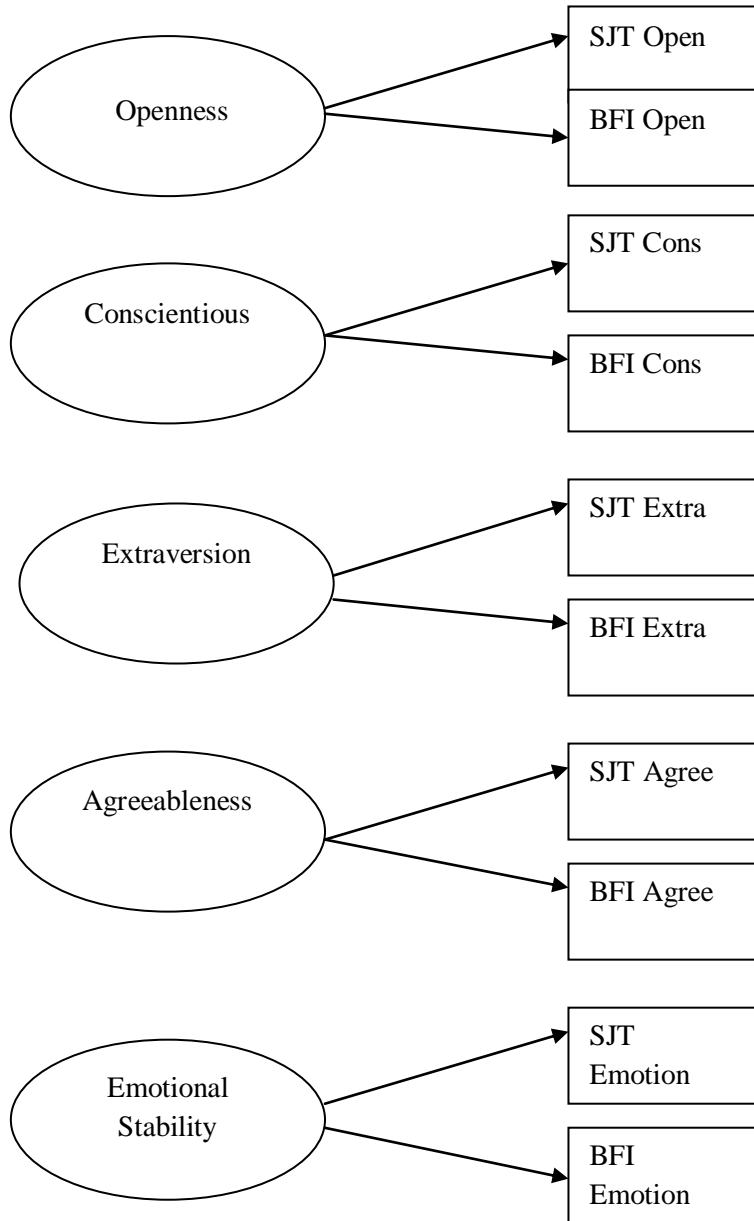 SJT Open
Openness
BFI Open
SJT Cons
Conscientious
BFI Cons
SJT Extra
Extraversion
BFI Extra
SJT Agree
Agreeableness
BFI Agree
SJT
Emotion
Emotional
Stability
BFI
Emotion